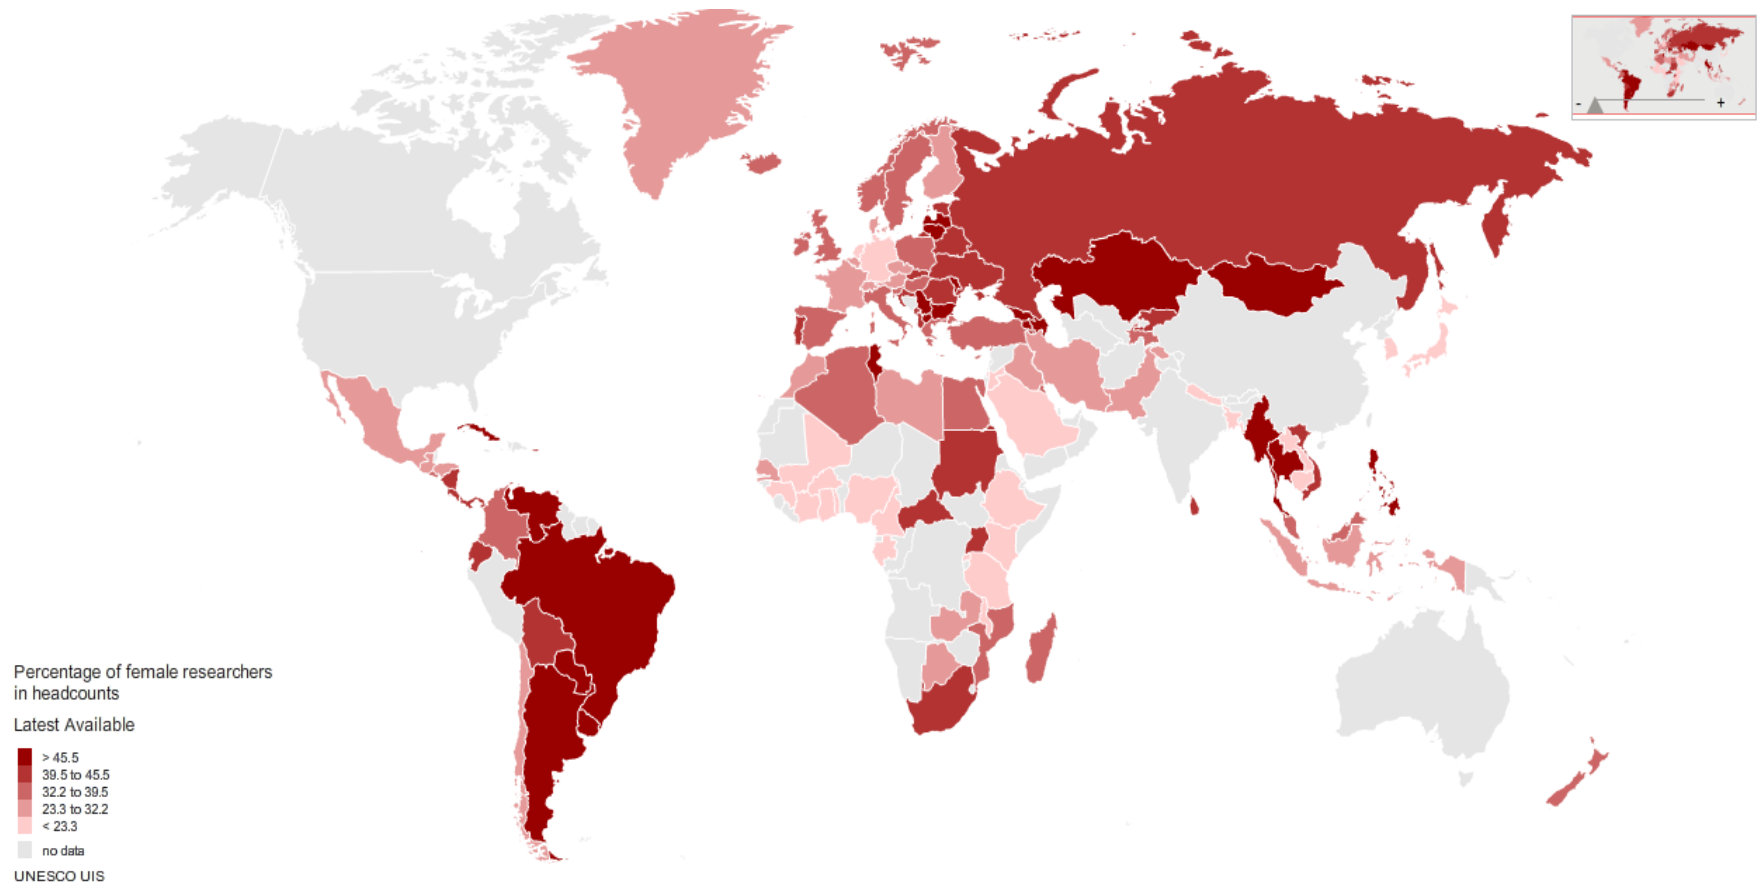 - +
Percentage of female researchers
in headcounts
Latest Available
> 45.5
39.5 to 45.5
32.2 to 39.5
23.3 to 32.2
< 23.3
no data
UNESCO UIS